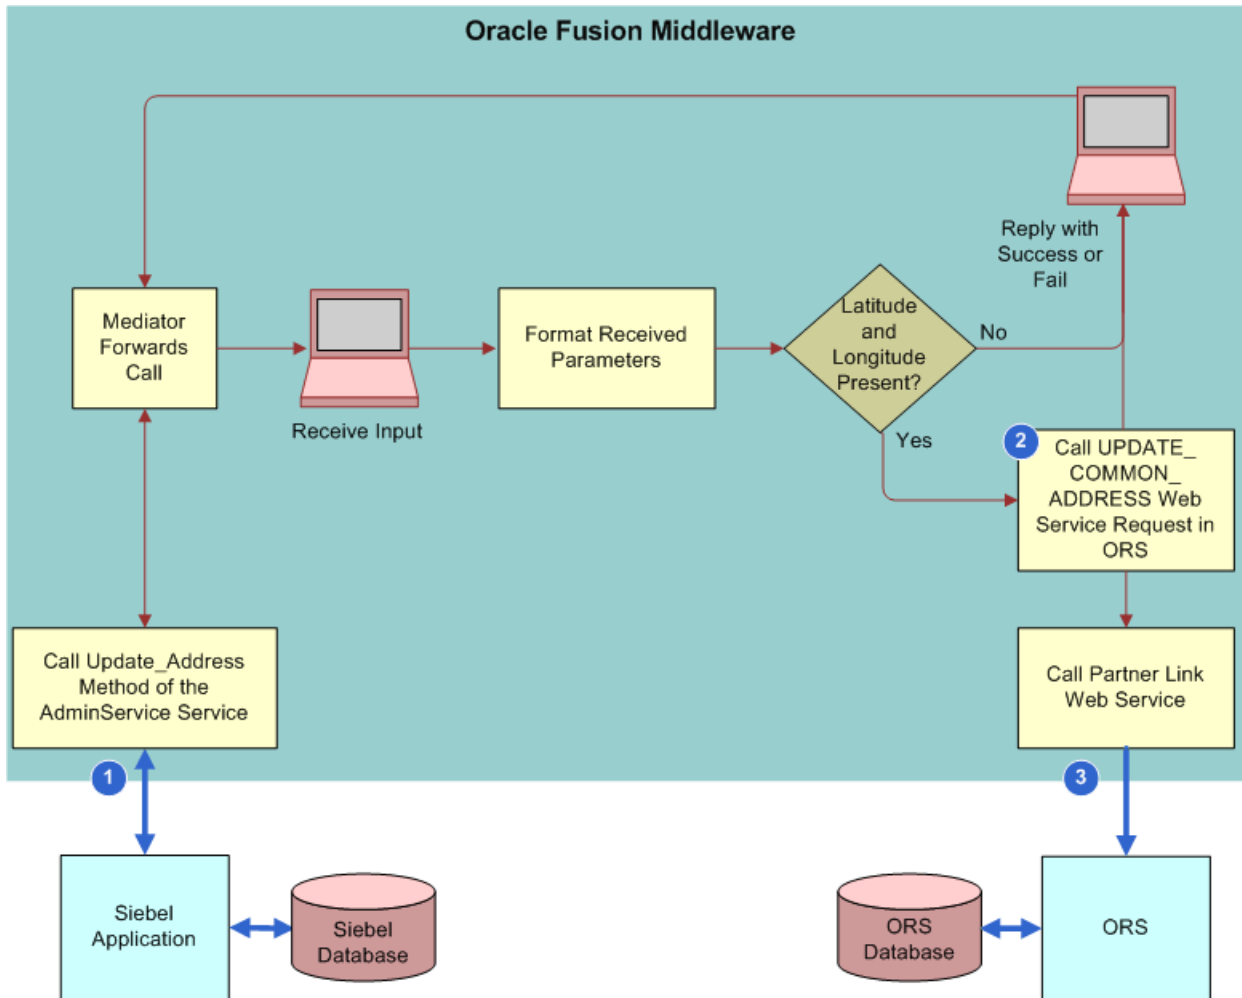 Oracle Fusion Middleware
Reply with
Success or
Fail
Mediator
Forwards
Call
Receive Input
Format Received
Parameters
Latitude
and
Longitude
Present?
No
Yes
2
Call UPDATE_
COMMON_
ADDRESS Web
Service Request in
ORS
Call Update_Address
Method of the
AdminService Service
Call Partner Link
Web Service
1
3
Siebel
Application
Siebel
Database
ORS
Database
ORS